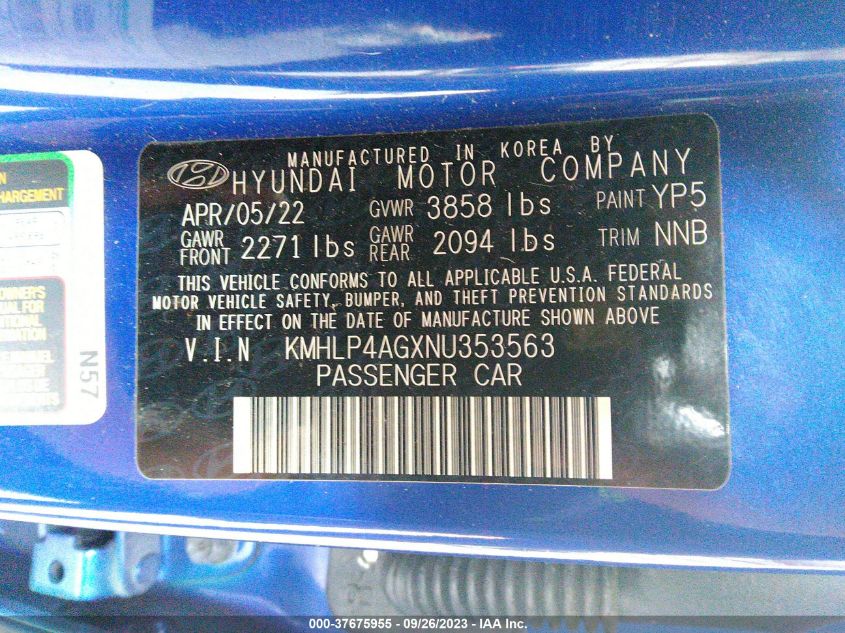 MANUFACTURED IN KOREA BY
HYUNDAI MOTOR COMPANY
APR/05/22 GVWR 3858 lbs PAINT YP5
GAWR FRONT 2271 lbs GAWR REAR 2094 lbs TRIM NNB
THIS VEHICLE CONFORMS TO ALL APPLICABLE U.S.A. FEDERAL
MOTOR VEHICLE SAFETY, BUMPER, AND THEFT PREVENTION STANDARDS
IN EFFECT ON THE DATE OF MANUFACTURE SHOWN ABOVE
V.I.N KMHLP4AGXNU353563
PASSENGER CAR
N57
000-37675955 - 09/26/2023 - IAA Inc.